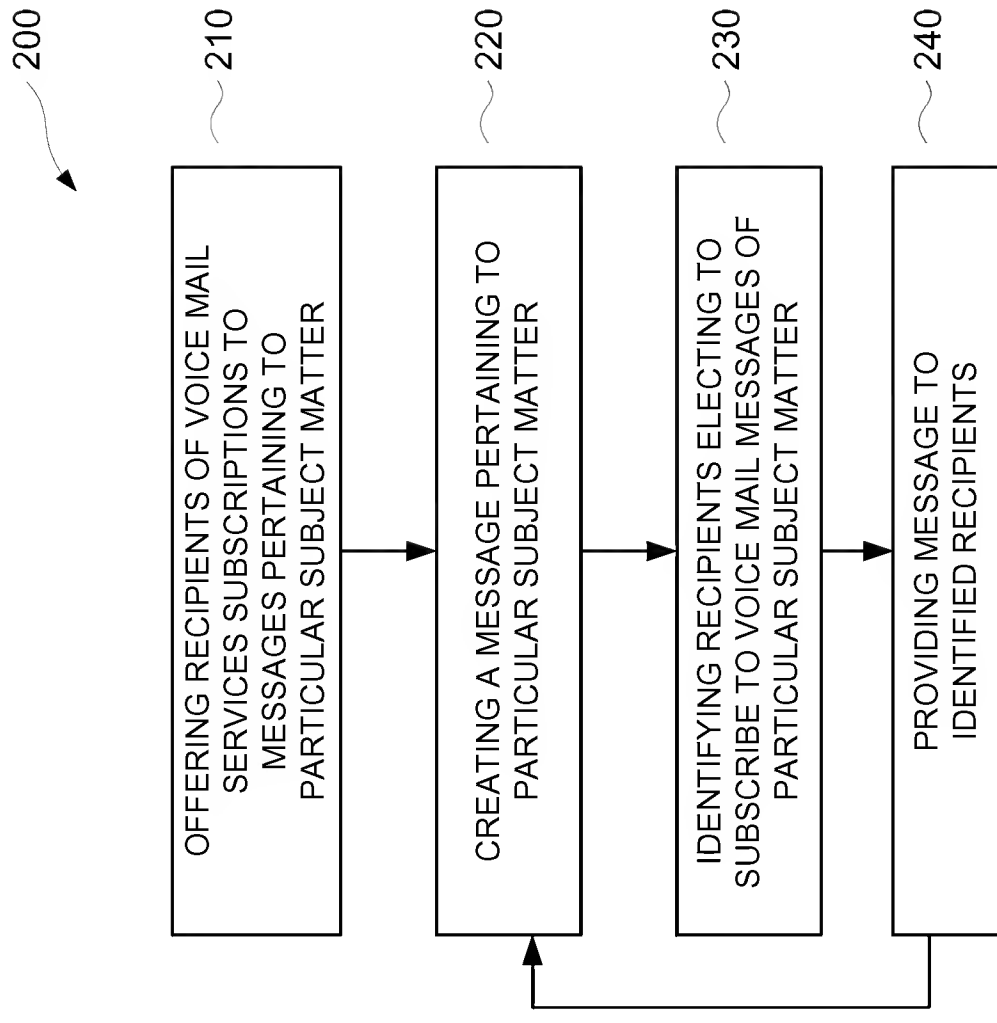 200
OFFERING RECIPIENTS OF VOICE MAIL
SERVICES SUBSCRIPTIONS TO
MESSAGES PERTAINING TO
PARTICULAR SUBJECT MATTER
210
CREATING A MESSAGE PERTAINING TO
PARTICULAR SUBJECT MATTER
220
IDENTIFYING RECIPIENTS ELECTING TO
SUBSCRIBE TO VOICE MAIL MESSAGES OF
PARTICULAR SUBJECT MATTER
230
PROVIDING MESSAGE TO
IDENTIFIED RECIPIENTS
240